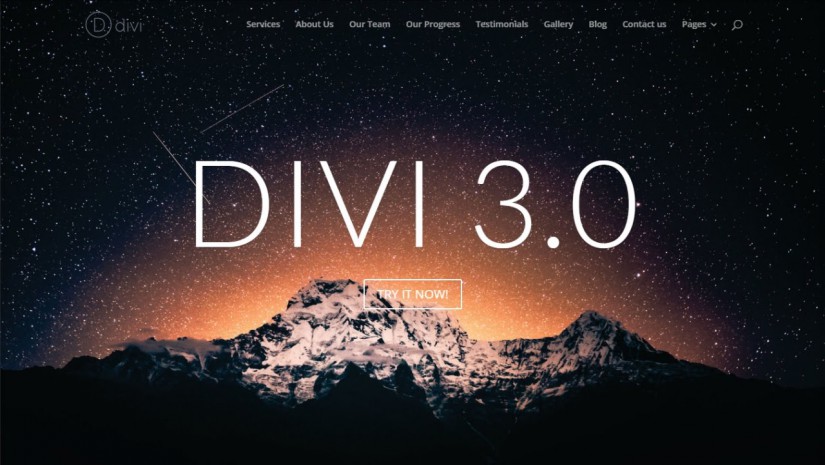 D divi Services About Us Our Team Our Progress Testimonials Gallery Blog Contact us Pages
DIVI 3.0
TRY IT NOW!